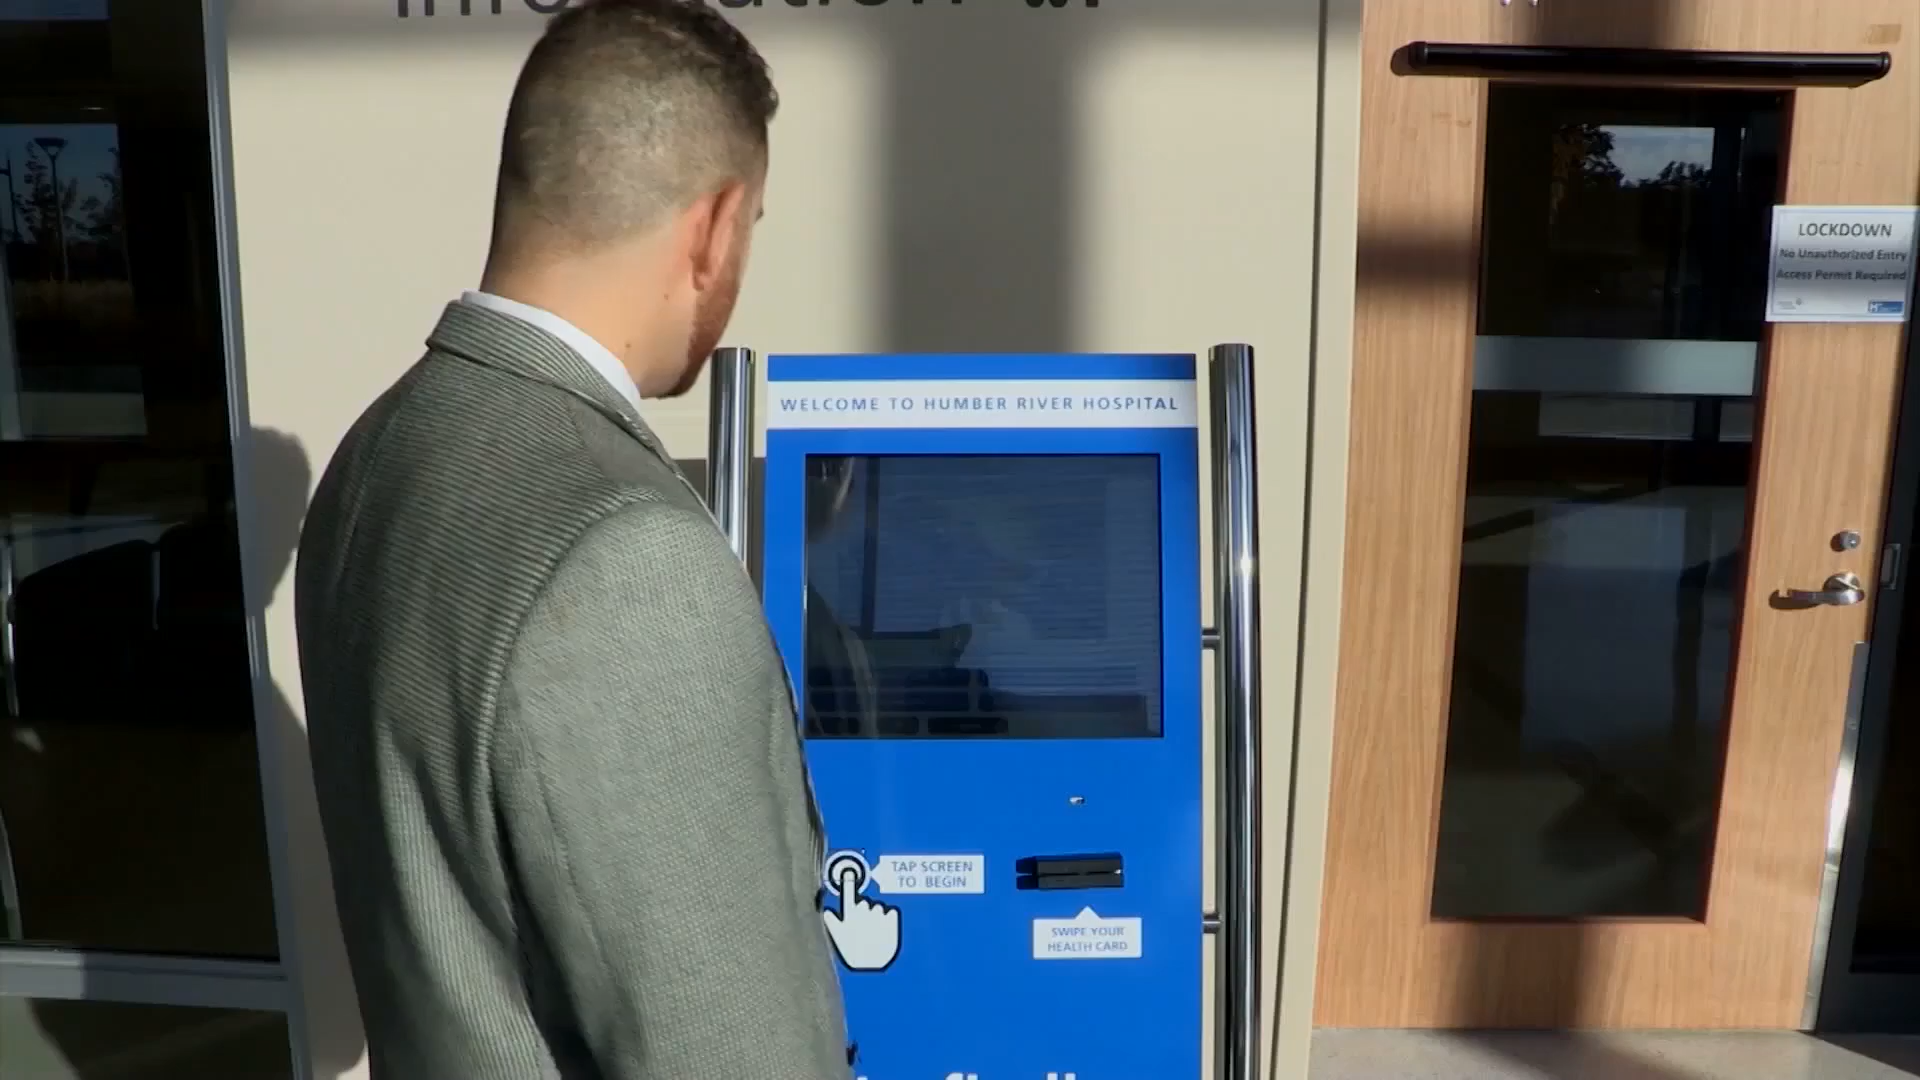 WELCOME TO HUMBER RIVER HOSPITAL
TAP SCREEN
TO BEGIN
SWIPE YOUR
HEALTH CARD
LOCKDOWN
No Unauthorized Entry
Access Permit Required